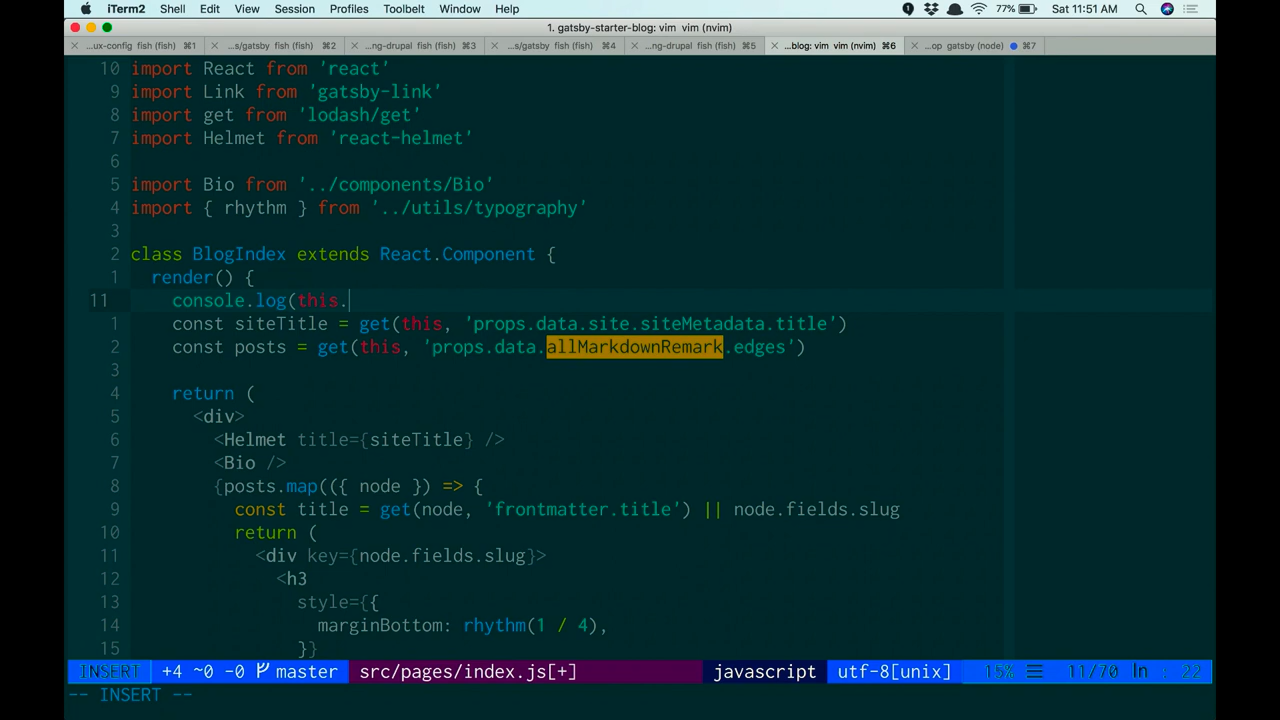 iTerm2 Shell Edit View Session Profiles Toolbelt Window Help 77% Sat 11:51 AM
1. gatsby-starter-blog: vim vim (nvim)
...ux-config fish (fish) ⌘1 ...s/gatsby fish (fish) ⌘2 ...ng-drupal fish (fish) ⌘3 ...s/gatsby fish (fish) ⌘4 ...ng-drupal fish (fish) ⌘5 ...blog: vim vim (nvim) ⌘6 ...op gatsby (node) ⌘7
10 import React from 'react'
9 import Link from 'gatsby-link'
8 import get from 'lodash/get'
7 import Helmet from 'react-helmet'
6
5 import Bio from '../components/Bio'
4 import { rhythm } from '../utils/typography'
3
2 class BlogIndex extends React.Component {
1 render() {
11 console.log(this.
1 const siteTitle = get(this, 'props.data.site.siteMetadata.title')
2 const posts = get(this, 'props.data.allMarkdownRemark.edges')
3
4 return (
5 <div>
6 <Helmet title={siteTitle} />
7 <Bio />
8 {posts.map(({ node }) => {
9 const title = get(node, 'frontmatter.title') || node.fields.slug
10 return (
11 <div key={node.fields.slug}>
12 <h3
13 style={{
14 marginBottom: rhythm(1 / 4),
15 }}
INSERT +4 ~0 -0 master src/pages/index.js[+] javascript utf-8[unix] 15% ☰ 11/70 ln : 22
-- INSERT --